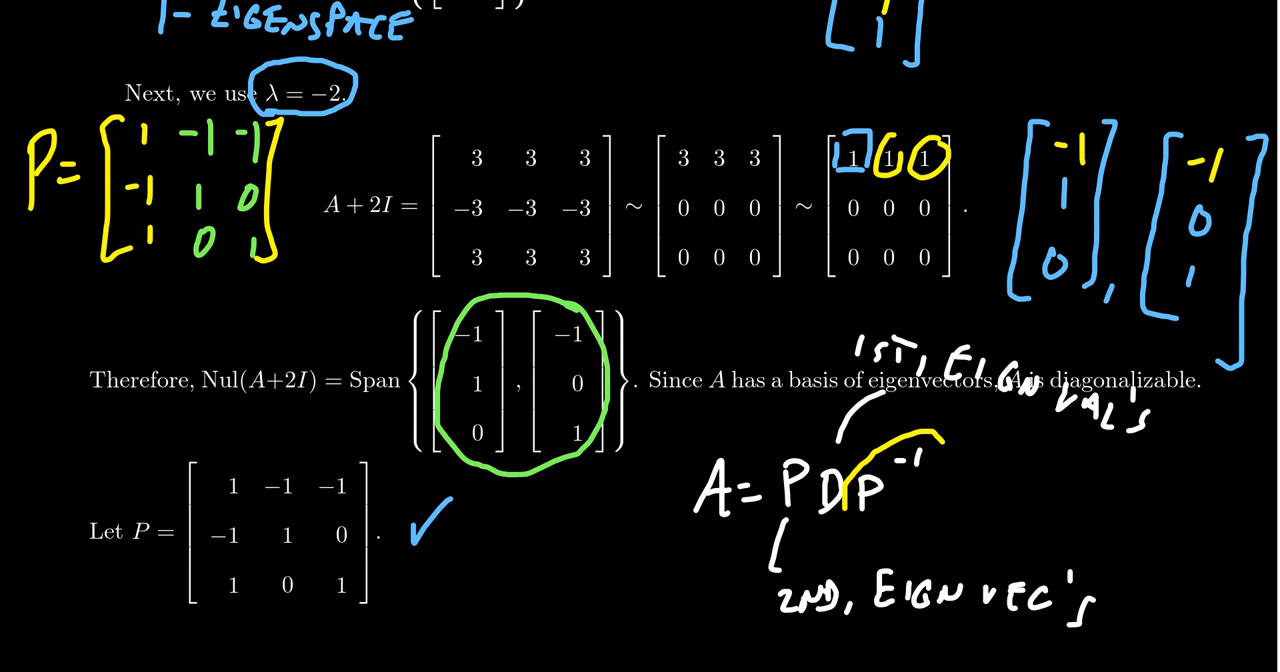 1 - EIGENSPACE
1
1
Next, we use λ = −2.
P = [ 1 -1 -1
-1 1 0
1 0 1 ]
A + 2I = [ 3 3 3
−3 −3 −3
3 3 3 ] ~ [ 3 3 3
0 0 0
0 0 0 ] ~ [ 1 1 1
0 0 0
0 0 0 ] .
[ -1
1
0 ] , [ -1
0
1 ]
1ST, EIGNVAL'S
Therefore, Nul(A+2I) = Span { [ −1
1
0 ] , [ −1
0
1 ] } . Since A has a basis of eigenvectors, A is diagonalizable.
A = PDP⁻¹
2ND, EIGNVEC'S
Let P = [ 1 −1 −1
−1 1 0
1 0 1 ] . ✓